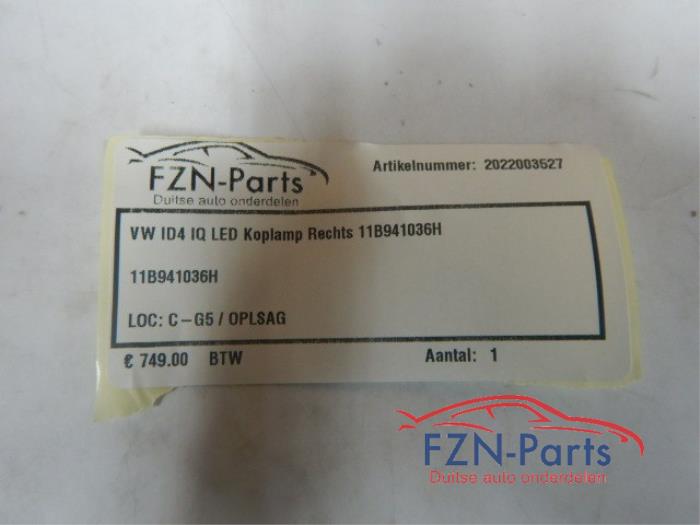 FZN-Parts
Duitse auto onderdelen
Artikelnummer: 2022003527
VW ID4 IQ LED Koplamp Rechts 11B941036H
11B941036H
LOC: C-G5 / OPLSAG
€ 749.00 BTW
Aantal: 1
FZN-Parts
Duitse auto onderdelen